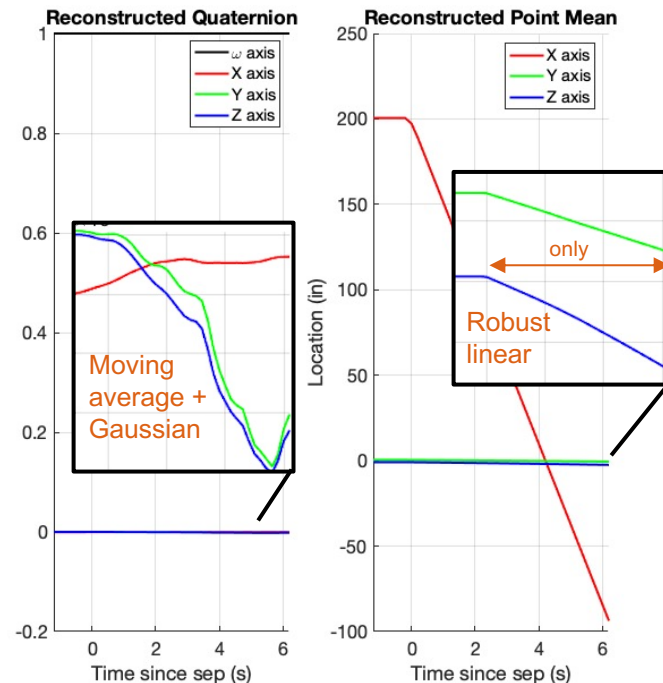 Reconstructed Quaternion
1
0.8
0.6
0.4
0.2
0
-0.2
ω axis
X axis
Y axis
Z axis
Moving
average +
Gaussian
0
2
4
6
Time since sep (s)
Reconstructed Point Mean
Location (in)
250
200
150
100
50
0
-50
-100
X axis
Y axis
Z axis
only
Robust
linear
0
2
4
6
Time since sep (s)